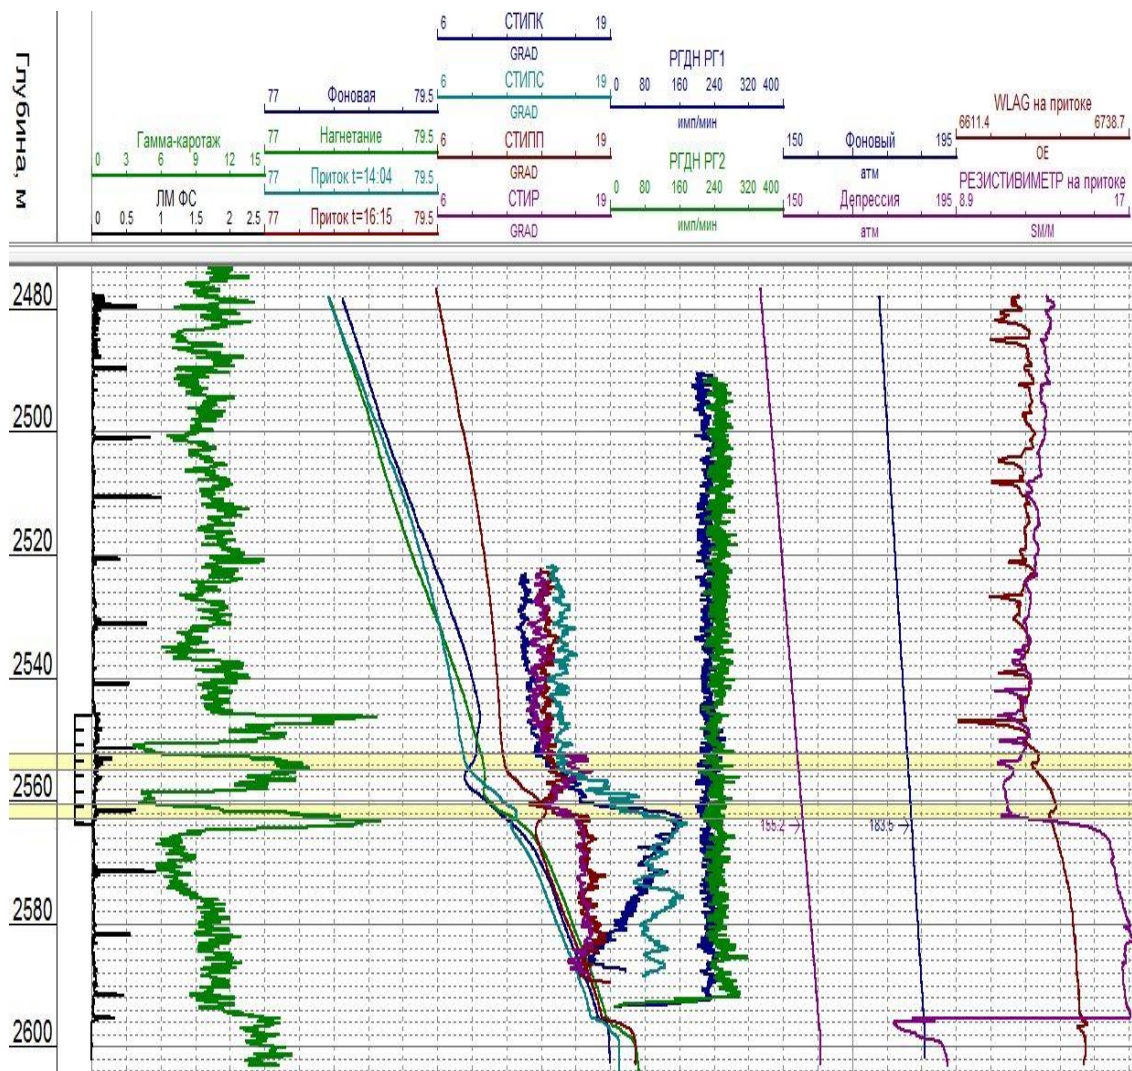 Глубина, м
Гамма-каротаж
0 3 6 9 12 15
ЛМ ФС
0 0.5 1 1.5 2 2.5
77 Фоновая 79.5
77 Нагнетание 79.5
77 Приток t=14:04 79.5
77 Приток t=16:15 79.5
6 СТИПК 19
GRAD
6 СТИПС 19
GRAD
6 СТИПП 19
GRAD
6 СТИР 19
GRAD
РГДН РГ1
0 80 160 240 320 400
имп/мин
РГДН РГ2
0 80 160 240 320 400
имп/мин
150 Фоновый 195
атм
150 Депрессия 195
атм
WLAG на притоке
6611.4 6738.7
ОЕ
РЕЗИСТИВИМЕТР на притоке
8.9 17
SM/M
2480
2500
2520
2540
2560
155.2 183.5
2580
2600